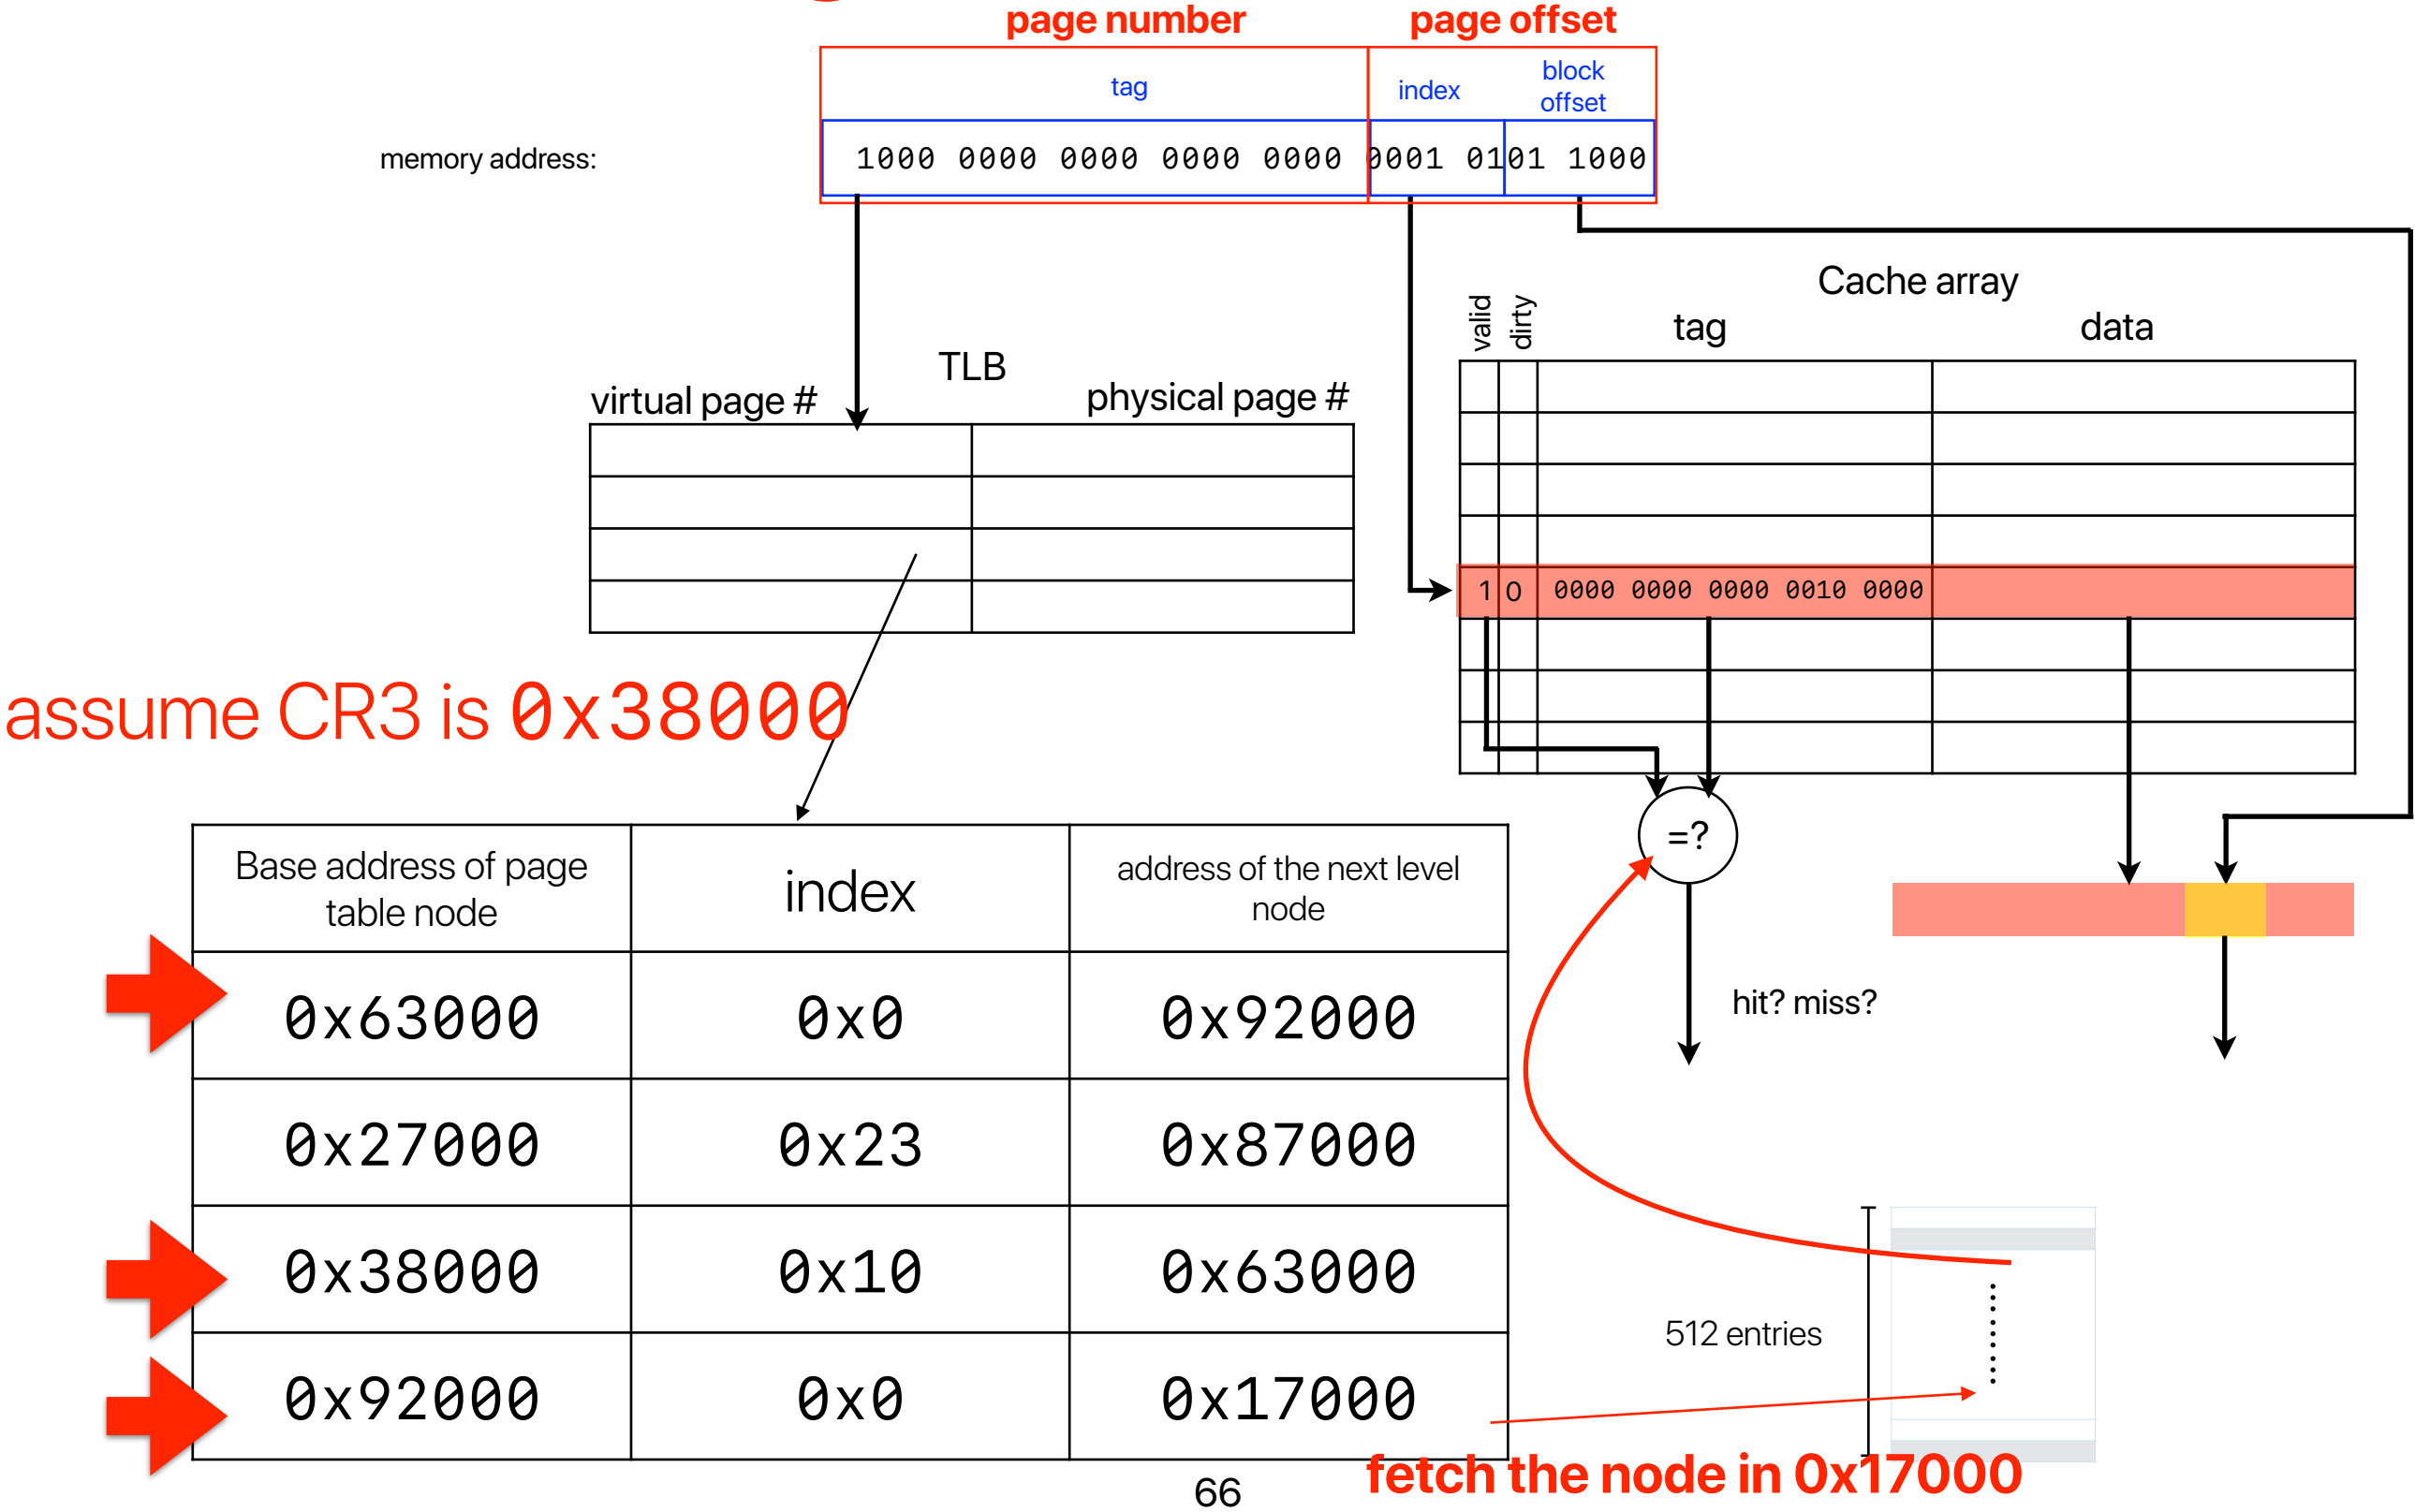 page number page offset
tag index block
offset
memory address: 1000 0000 0000 0000 0000 0001 0101 1000
Cache array
valid dirty tag data
TLB
virtual page # physical page #
1 0 0000 0000 0000 0010 0000
assume CR3 is 0x38000
=?
Base address of page
table node
index
address of the next level
node
hit? miss?
0x63000 0x0 0x92000
0x27000 0x23 0x87000
0x38000 0x10 0x63000
512 entries
0x92000 0x0 0x17000
fetch the node in 0x17000
66